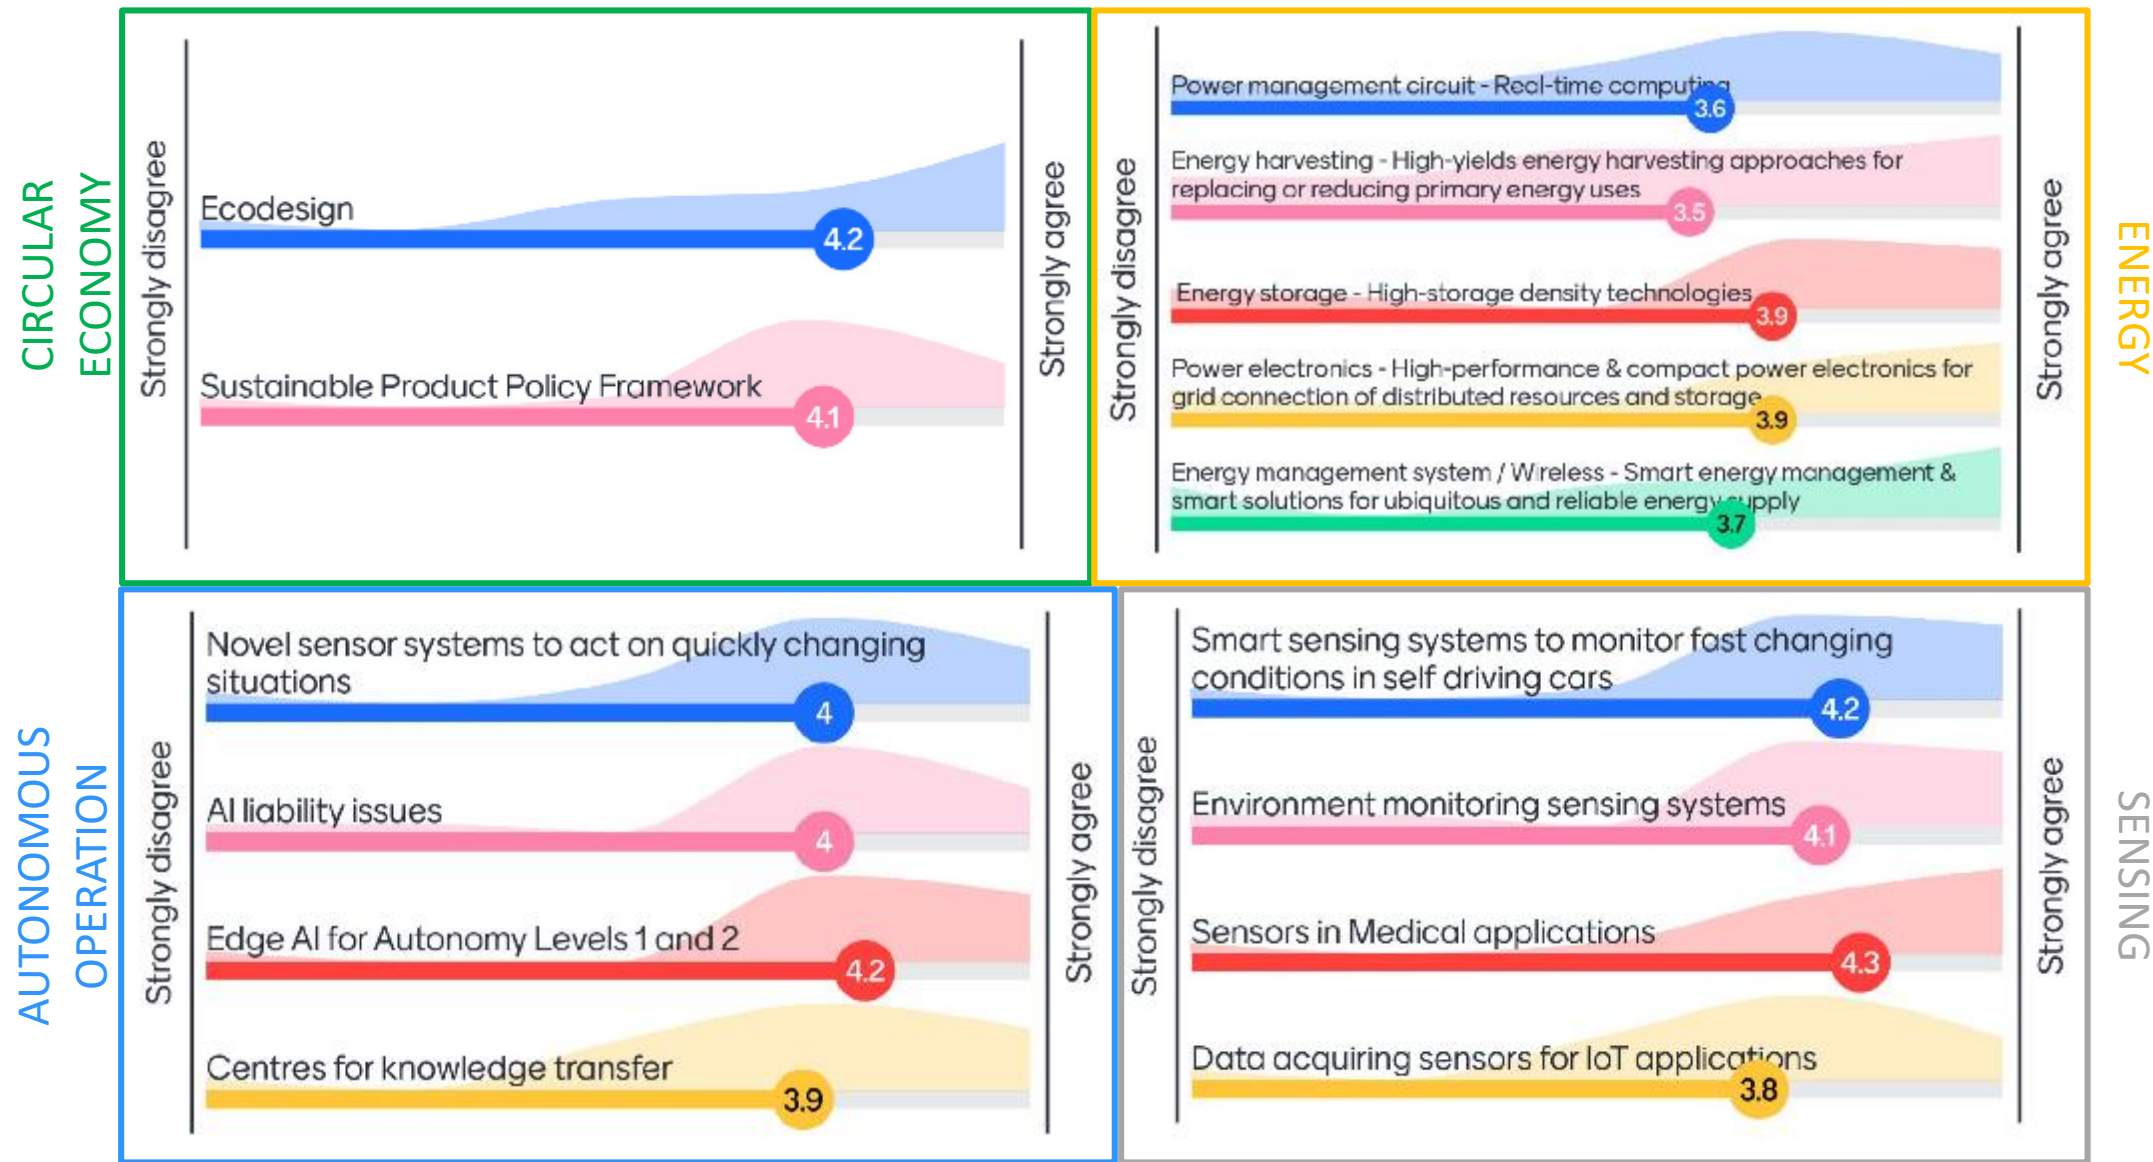 CIRCULAR
ECONOMY
Strongly disagree
Ecodesign
4.2
Sustainable Product Policy Framework
4.1
Strongly agree
Strongly disagree
Power management circuit - Real-time computing
3.6
Energy harvesting - High-yields energy harvesting approaches for
replacing or reducing primary energy uses
3.5
Energy storage - High-storage density technologies
3.9
Power electronics - High-performance & compact power electronics for
grid connection of distributed resources and storage
3.9
Energy management system / Wireless - Smart energy management &
smart solutions for ubiquitous and reliable energy supply
3.7
Strongly agree
ENERGY
AUTONOMOUS
OPERATION
Strongly disagree
Novel sensor systems to act on quickly changing
situations
4
AI liability issues
4
Edge AI for Autonomy Levels 1 and 2
4.2
Centres for knowledge transfer
3.9
Strongly agree
Strongly disagree
Smart sensing systems to monitor fast changing
conditions in self driving cars
4.2
Environment monitoring sensing systems
4.1
Sensors in Medical applications
4.3
Data acquiring sensors for IoT applications
3.8
Strongly agree
SENSING